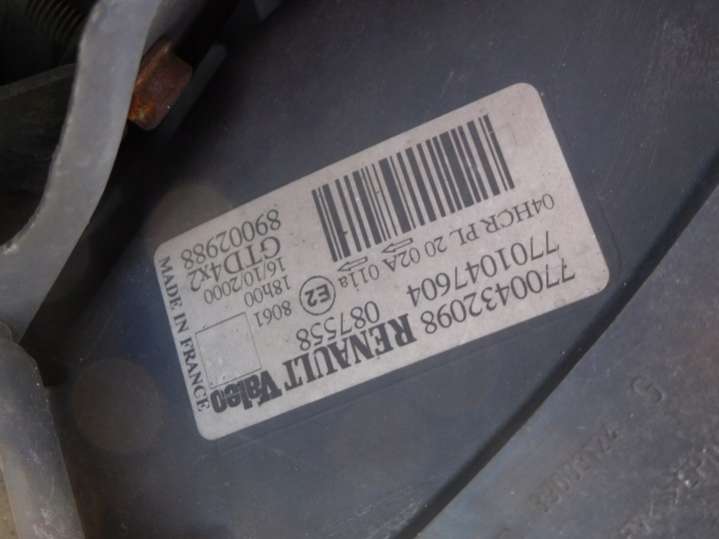 Valeo RENAULT 7700432098
087558 7701047604
8061 E2 011a 02A 20 04HCR PL
18h00
16/10/2000
GTD4x2
89002988
MADE IN FRANCE
G